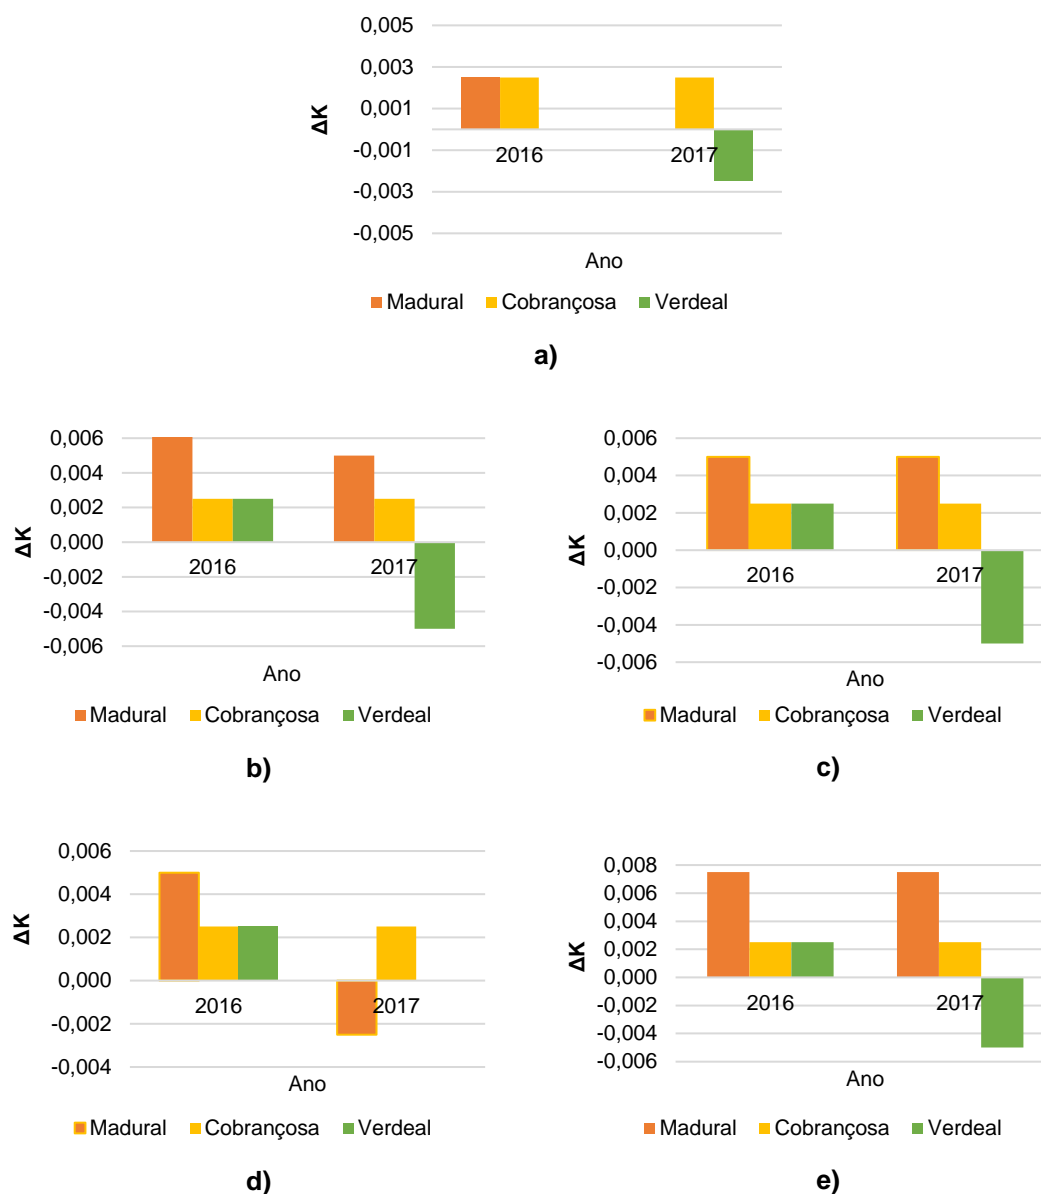 0,005
0,003
0,001
-0,001
-0,003
-0,005
ΔK
2016
2017
Ano
Madural Cobrançosa Verdeal
a)
0,006
0,004
0,002
0,000
-0,002
-0,004
-0,006
ΔK
2016
2017
Ano
Madural Cobrançosa Verdeal
b)
0,006
0,004
0,002
0,000
-0,002
-0,004
-0,006
ΔK
2016
2017
Ano
Madural Cobrançosa Verdeal
c)
0,006
0,004
0,002
0,000
-0,002
-0,004
ΔK
2016
2017
Ano
Madural Cobrançosa Verdeal
d)
0,008
0,006
0,004
0,002
0,000
-0,002
-0,004
-0,006
ΔK
2016
2017
Ano
Madural Cobrançosa Verdeal
e)